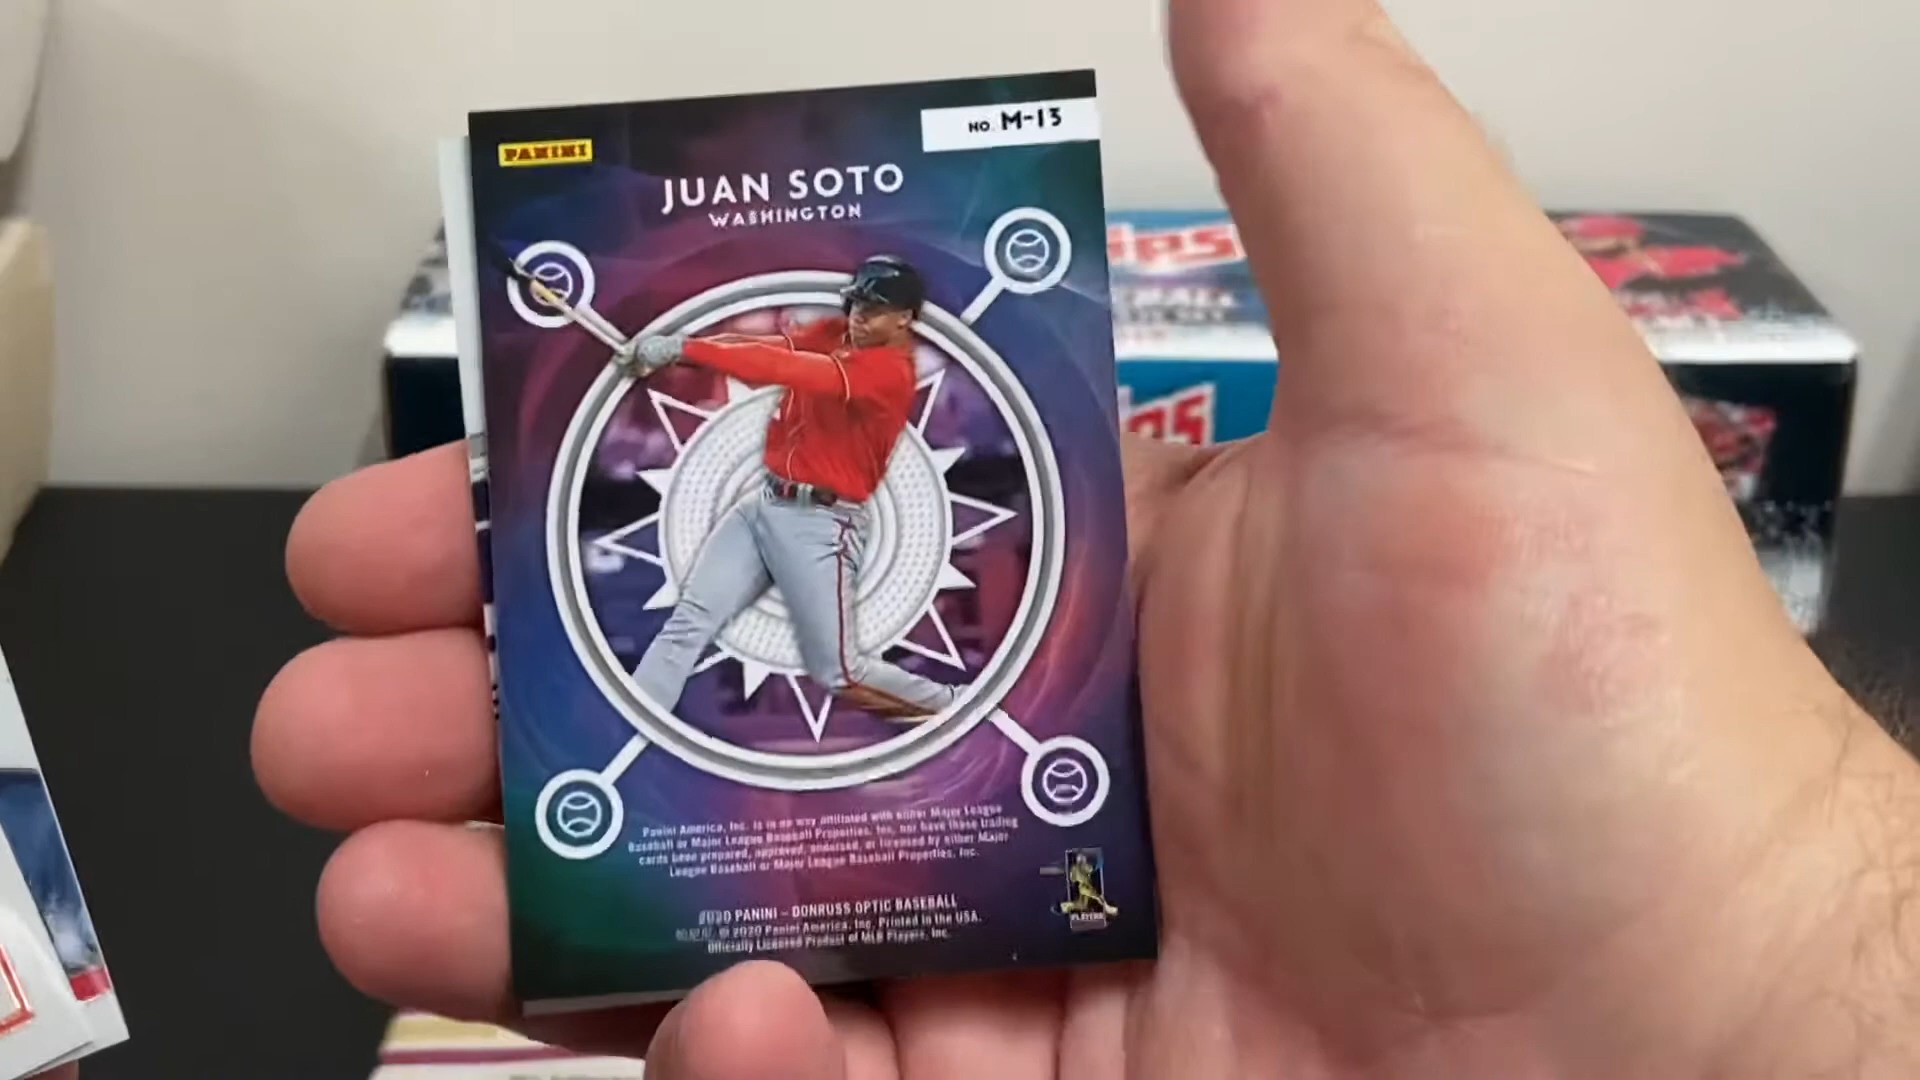 PANINI
NO. M-13
JUAN SOTO
WASHINGTON
Panini America, Inc. is in no way affiliated with either Major League
Baseball or Major League Baseball Properties, Inc. nor have these trading
cards been prepared, approved, endorsed, or licensed by either Major
League Baseball or Major League Baseball Properties, Inc.
2020 PANINI – DONRUSS OPTIC BASEBALL
© 2020 Panini America, Inc. Printed in the USA.
Officially Licensed Product of MLB Players, Inc.
PLAYERS